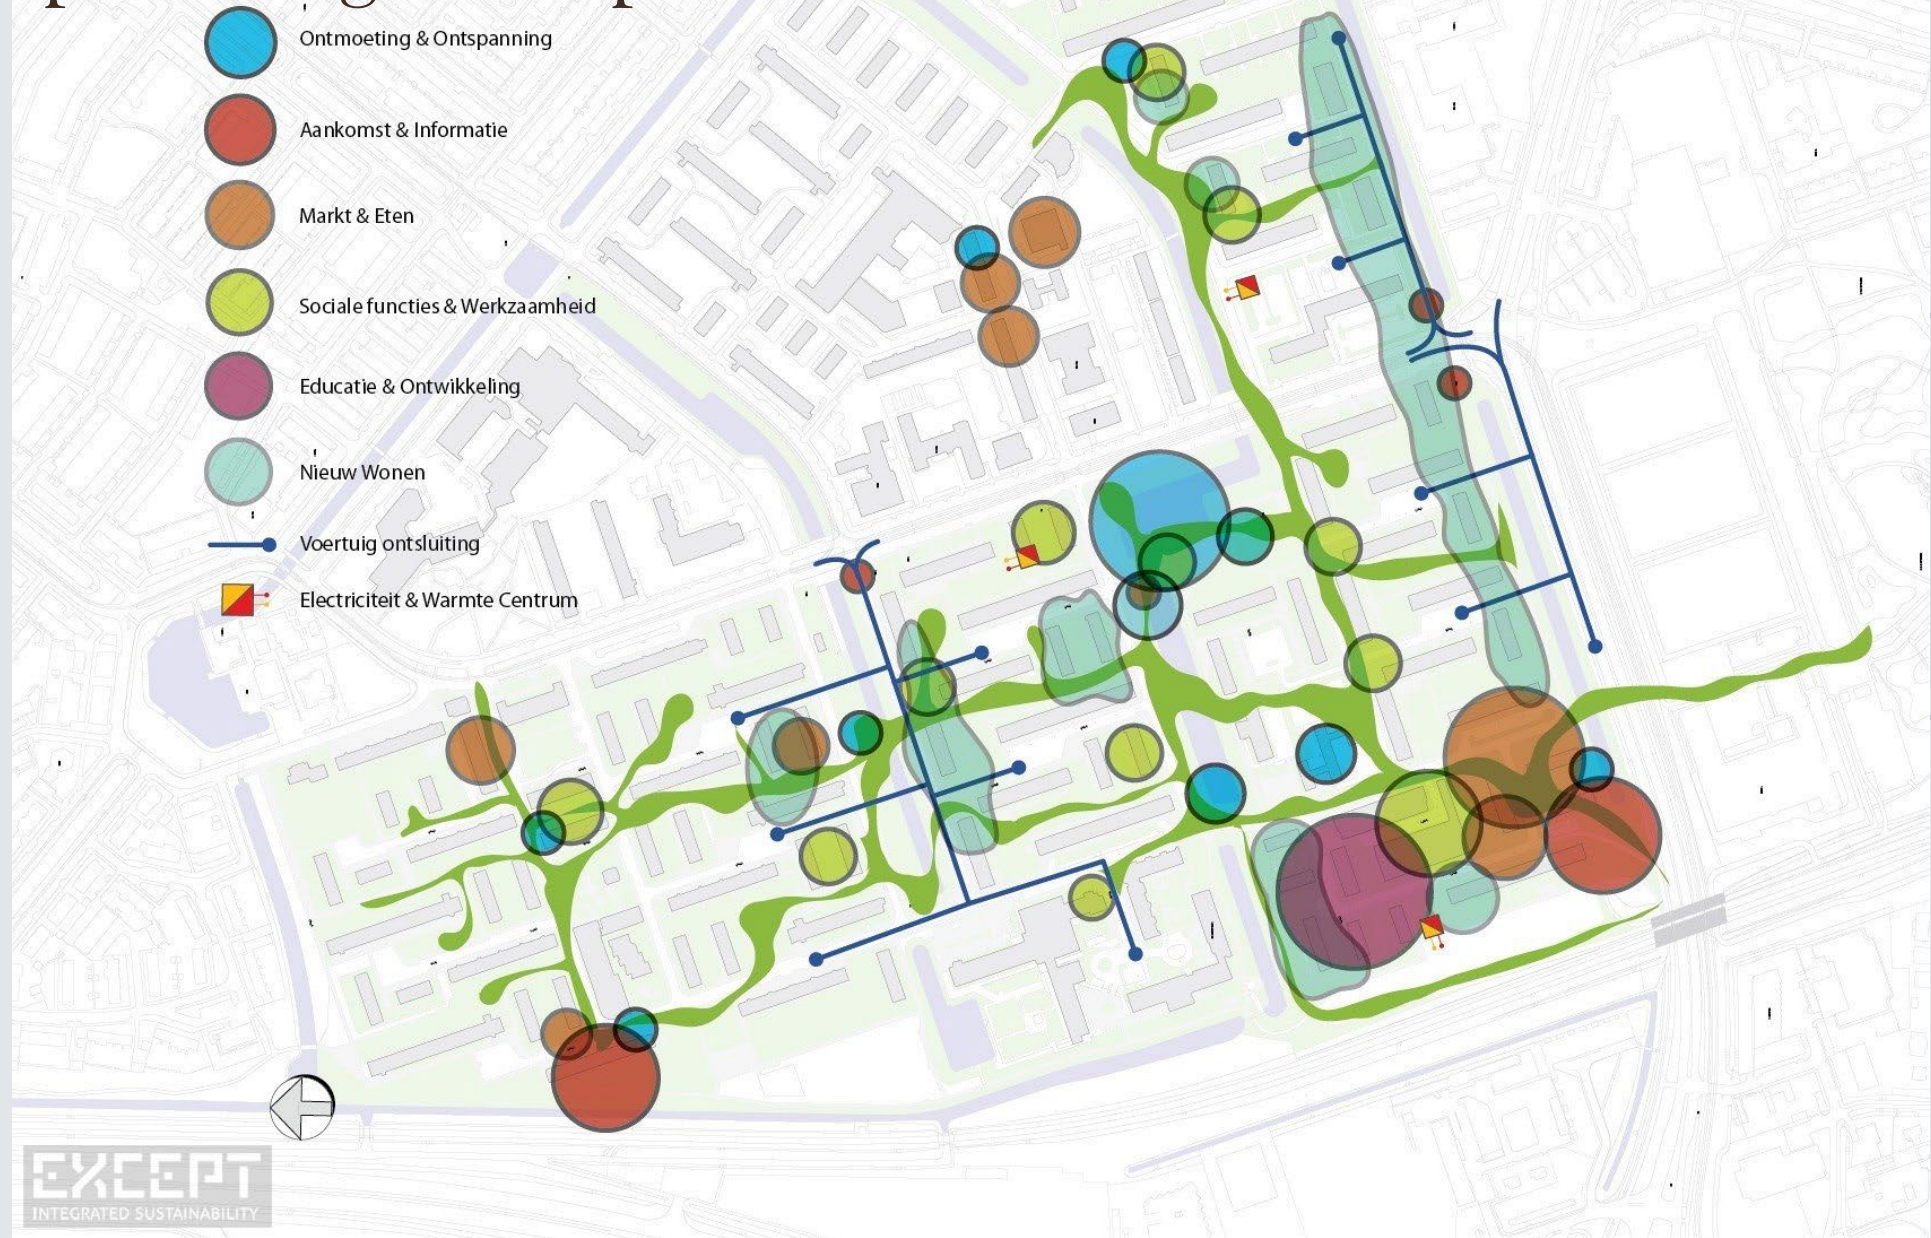 Ontmoeting & Ontspanning
Aankomst & Informatie
Markt & Eten
Sociale functies & Werkzaamheid
Educatie & Ontwikkeling
Nieuw Wonen
Voertuig ontsluiting
Electriciteit & Warmte Centrum
EXCEPT
INTEGRATED SUSTAINABILITY